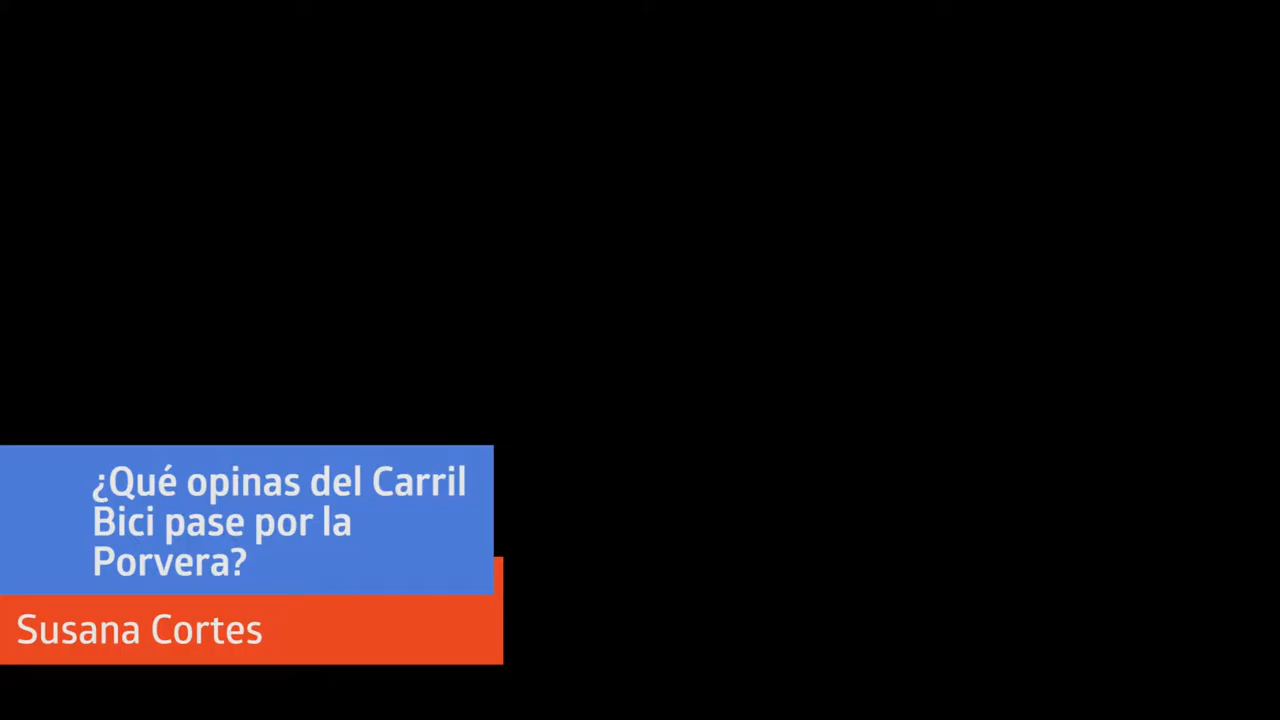 ¿Qué opinas del Carril
Bici pase por la
Porvera?
Susana Cortes